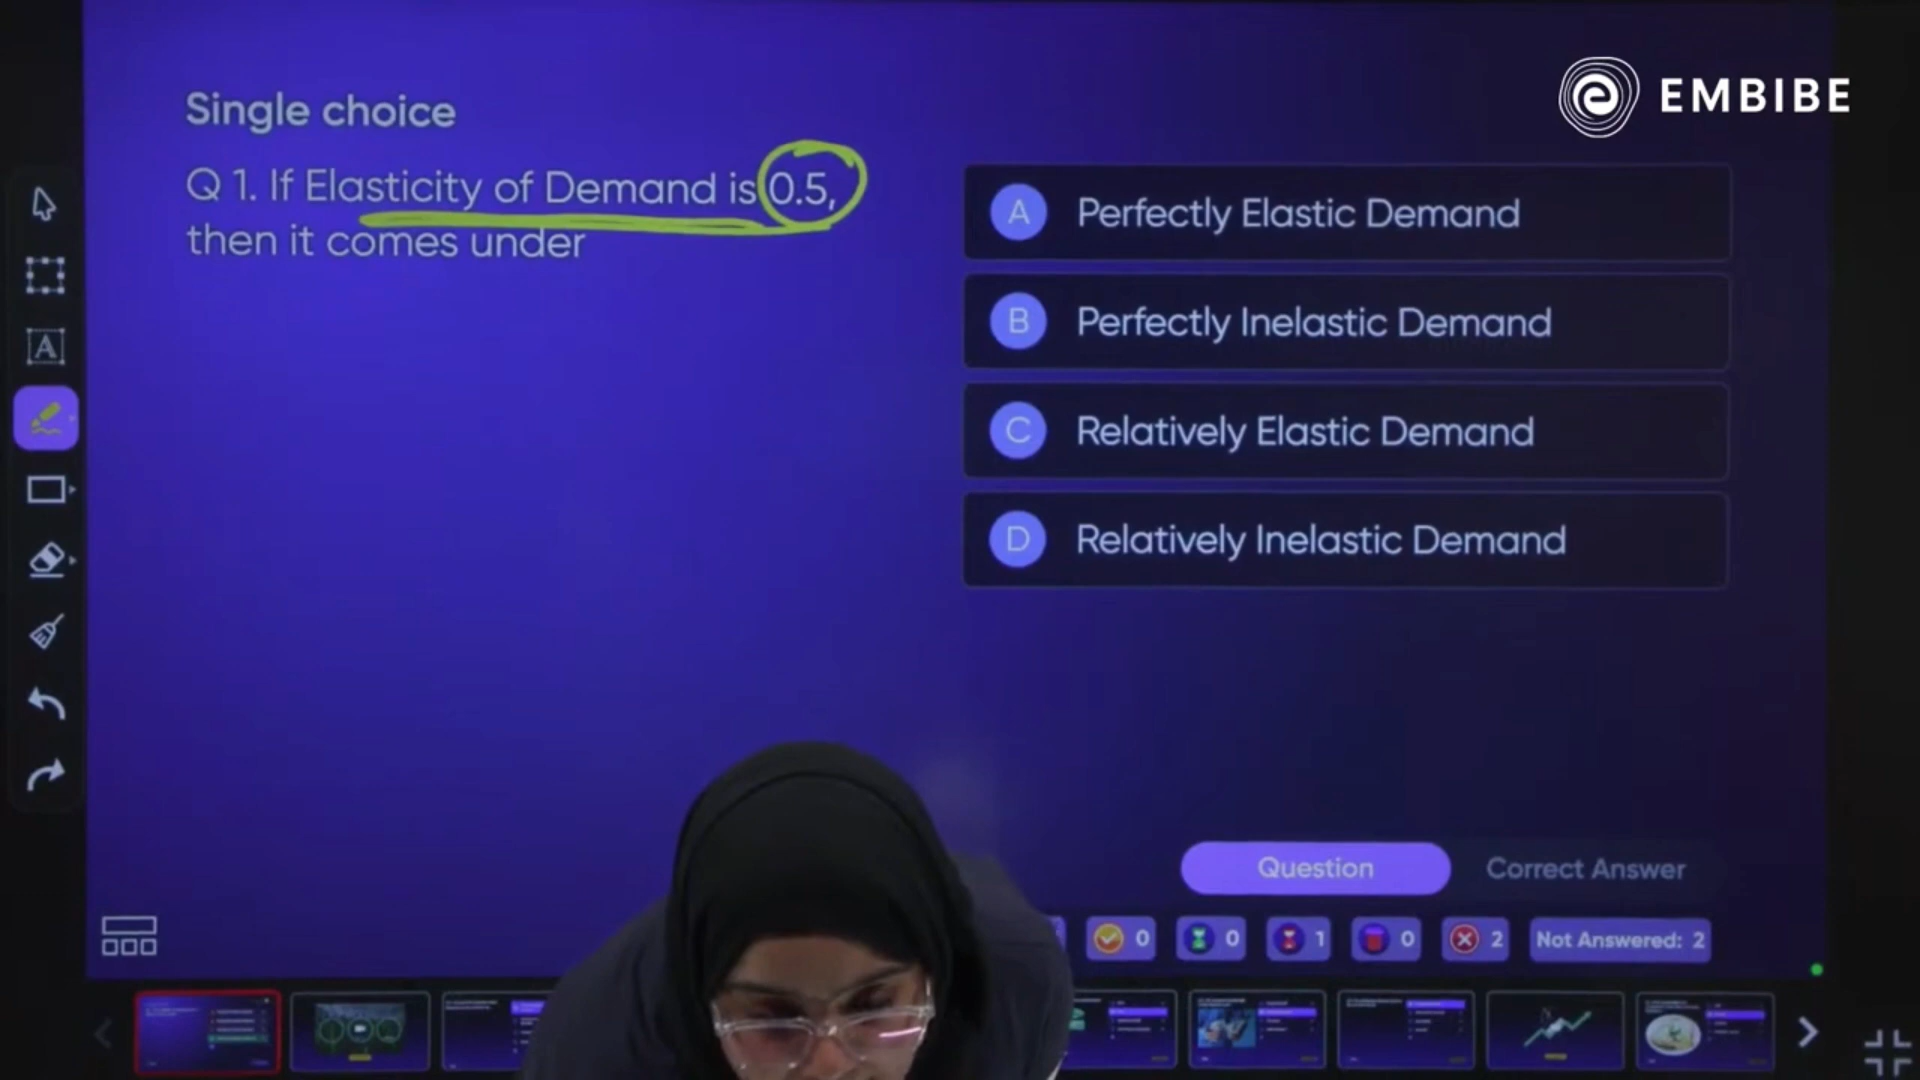 EMBIBE
Single choice
Q 1. If Elasticity of Demand is 0.5,
then it comes under
A Perfectly Elastic Demand
B Perfectly Inelastic Demand
C Relatively Elastic Demand
D Relatively Inelastic Demand
A
Question Correct Answer
0 0 1 0 2 Not Answered: 2